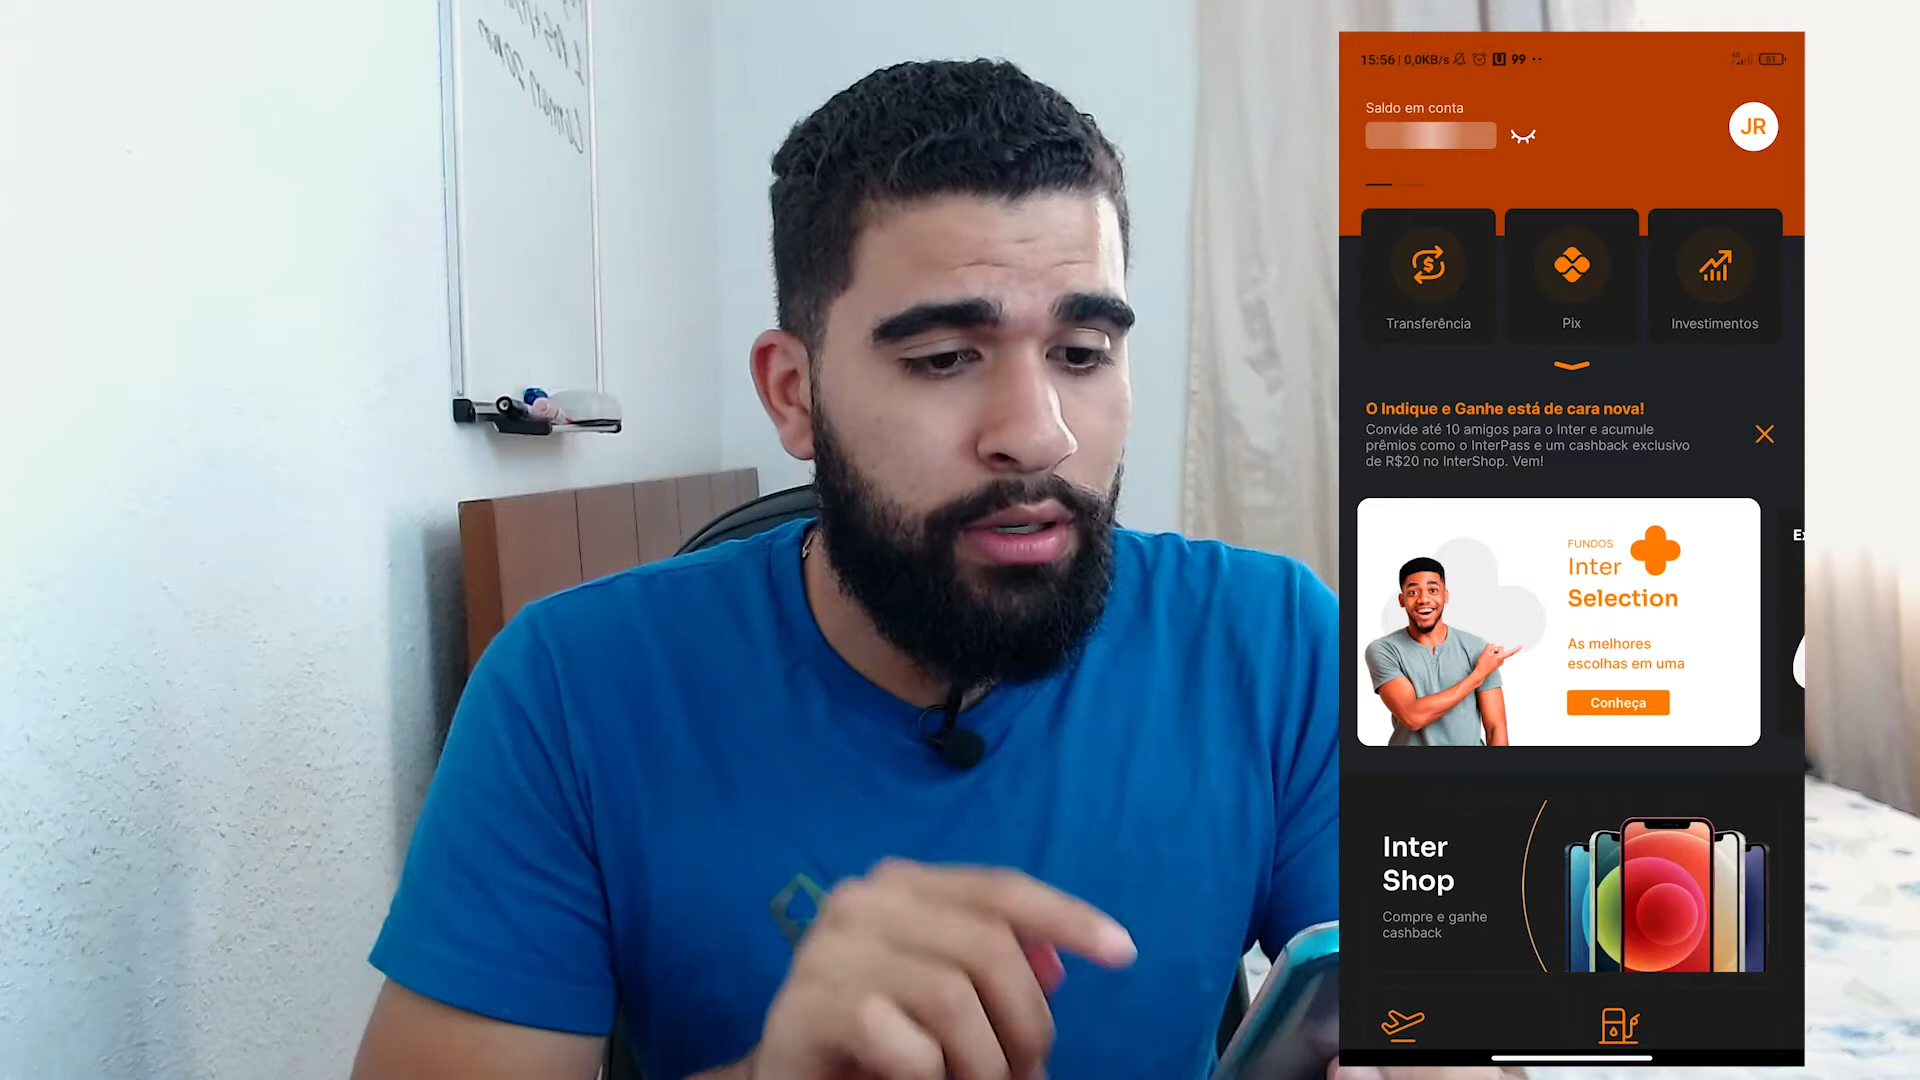 15:56 | 0,0KB/s 99
81
Saldo em conta
JR
Transferência
Pix
Investimentos
O Indique e Ganhe está de cara nova!
Convide até 10 amigos para o Inter e acumule
prêmios como o InterPass e um cashback exclusivo
de R$20 no InterShop. Vem!
FUNDOS
Inter
Selection
As melhores
escolhas em uma
Conheça
Inter
Shop
Compre e ganhe
cashback